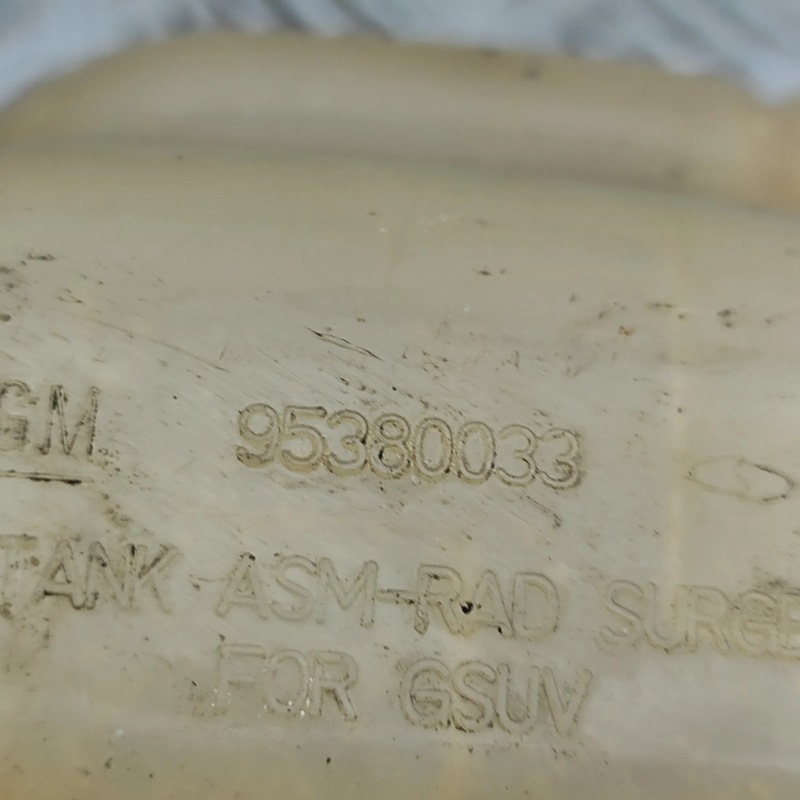 GM 95380033
TANK ASM-RAD SURGE
FOR GSUV